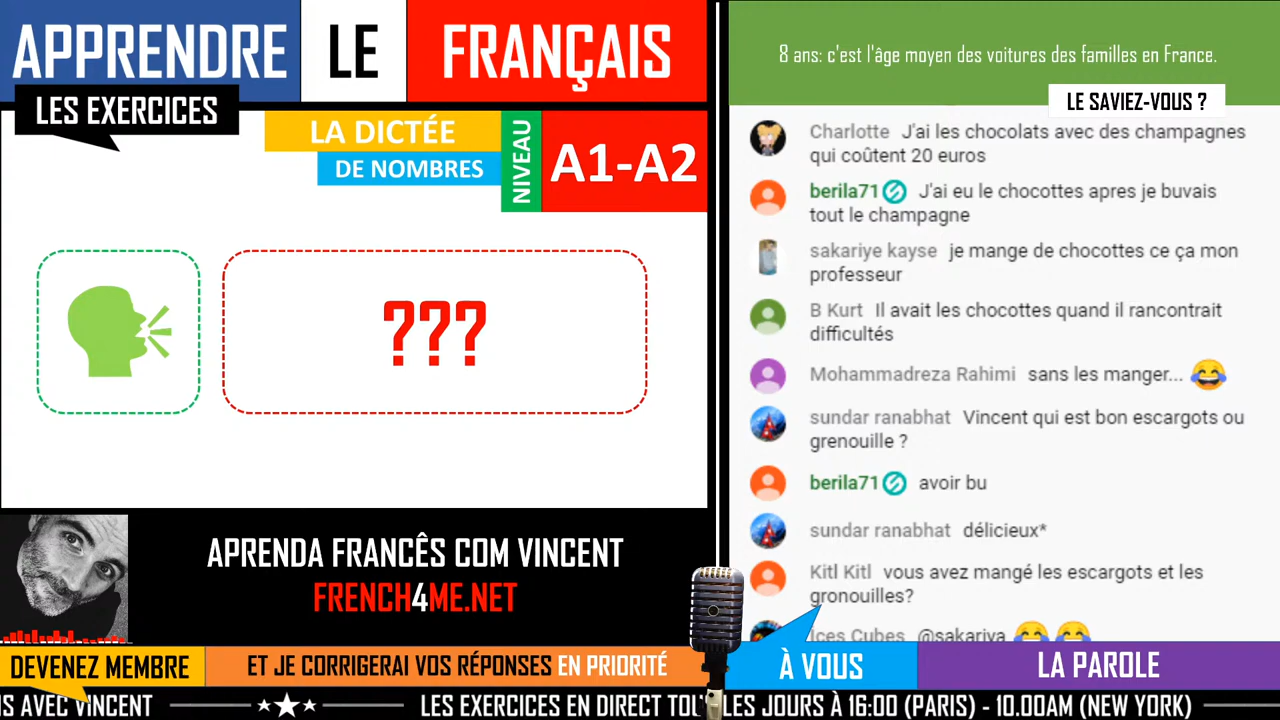 APPRENDRE LE FRANÇAIS
LES EXERCICES
LA DICTÉE
DE NOMBRES
NIVEAU
A1-A2
???
APRENDA FRANCÊS COM VINCENT
FRENCH4ME.NET
8 ans: c'est l'âge moyen des voitures des familles en France.
LE SAVIEZ-VOUS ?
Charlotte J'ai les chocolats avec des champagnes
qui coûtent 20 euros
berila71 J'ai eu le chocottes apres je buvais
tout le champagne
sakariye kayse je mange de chocottes ce ça mon
professeur
B Kurt Il avait les chocottes quand il rancontrait
difficultés
Mohammadreza Rahimi sans les manger... 😂
sundar ranabhat Vincent qui est bon escargots ou
grenouille ?
berila71 avoir bu
sundar ranabhat délicieux*
Kitl Kitl vous avez mangé les escargots et les
gronouilles?
Ices Cubes @sakariya 😂 😂
DEVENEZ MEMBRE
ET JE CORRIGERAI VOS RÉPONSES EN PRIORITÉ
À VOUS
LA PAROLE
US AVEC VINCENT
LES EXERCICES EN DIRECT TOU LES JOURS À 16:00 (PARIS) - 10.00AM (NEW YORK)